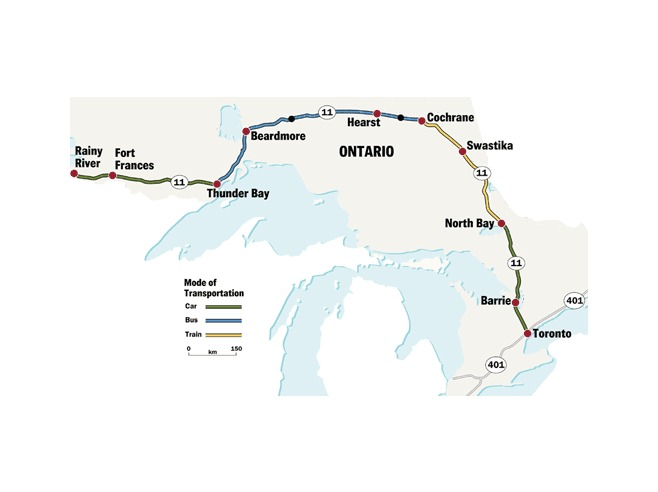 11
Cochrane
Hearst
Beardmore
ONTARIO
Swastika
Rainy
River
Fort
Frances
11
11
Thunder Bay
North Bay
11
Mode of
Transportation
Car
Bus
Train
0 150
km
Barrie
401
Toronto
401